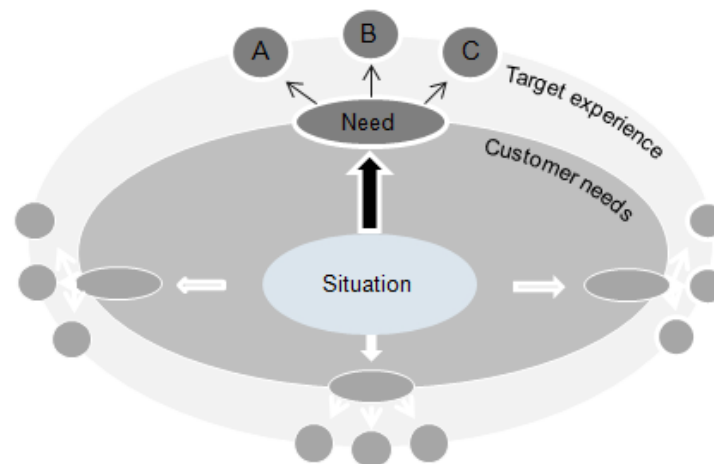 A
B
C
Target experience
Need
Customer needs
Situation